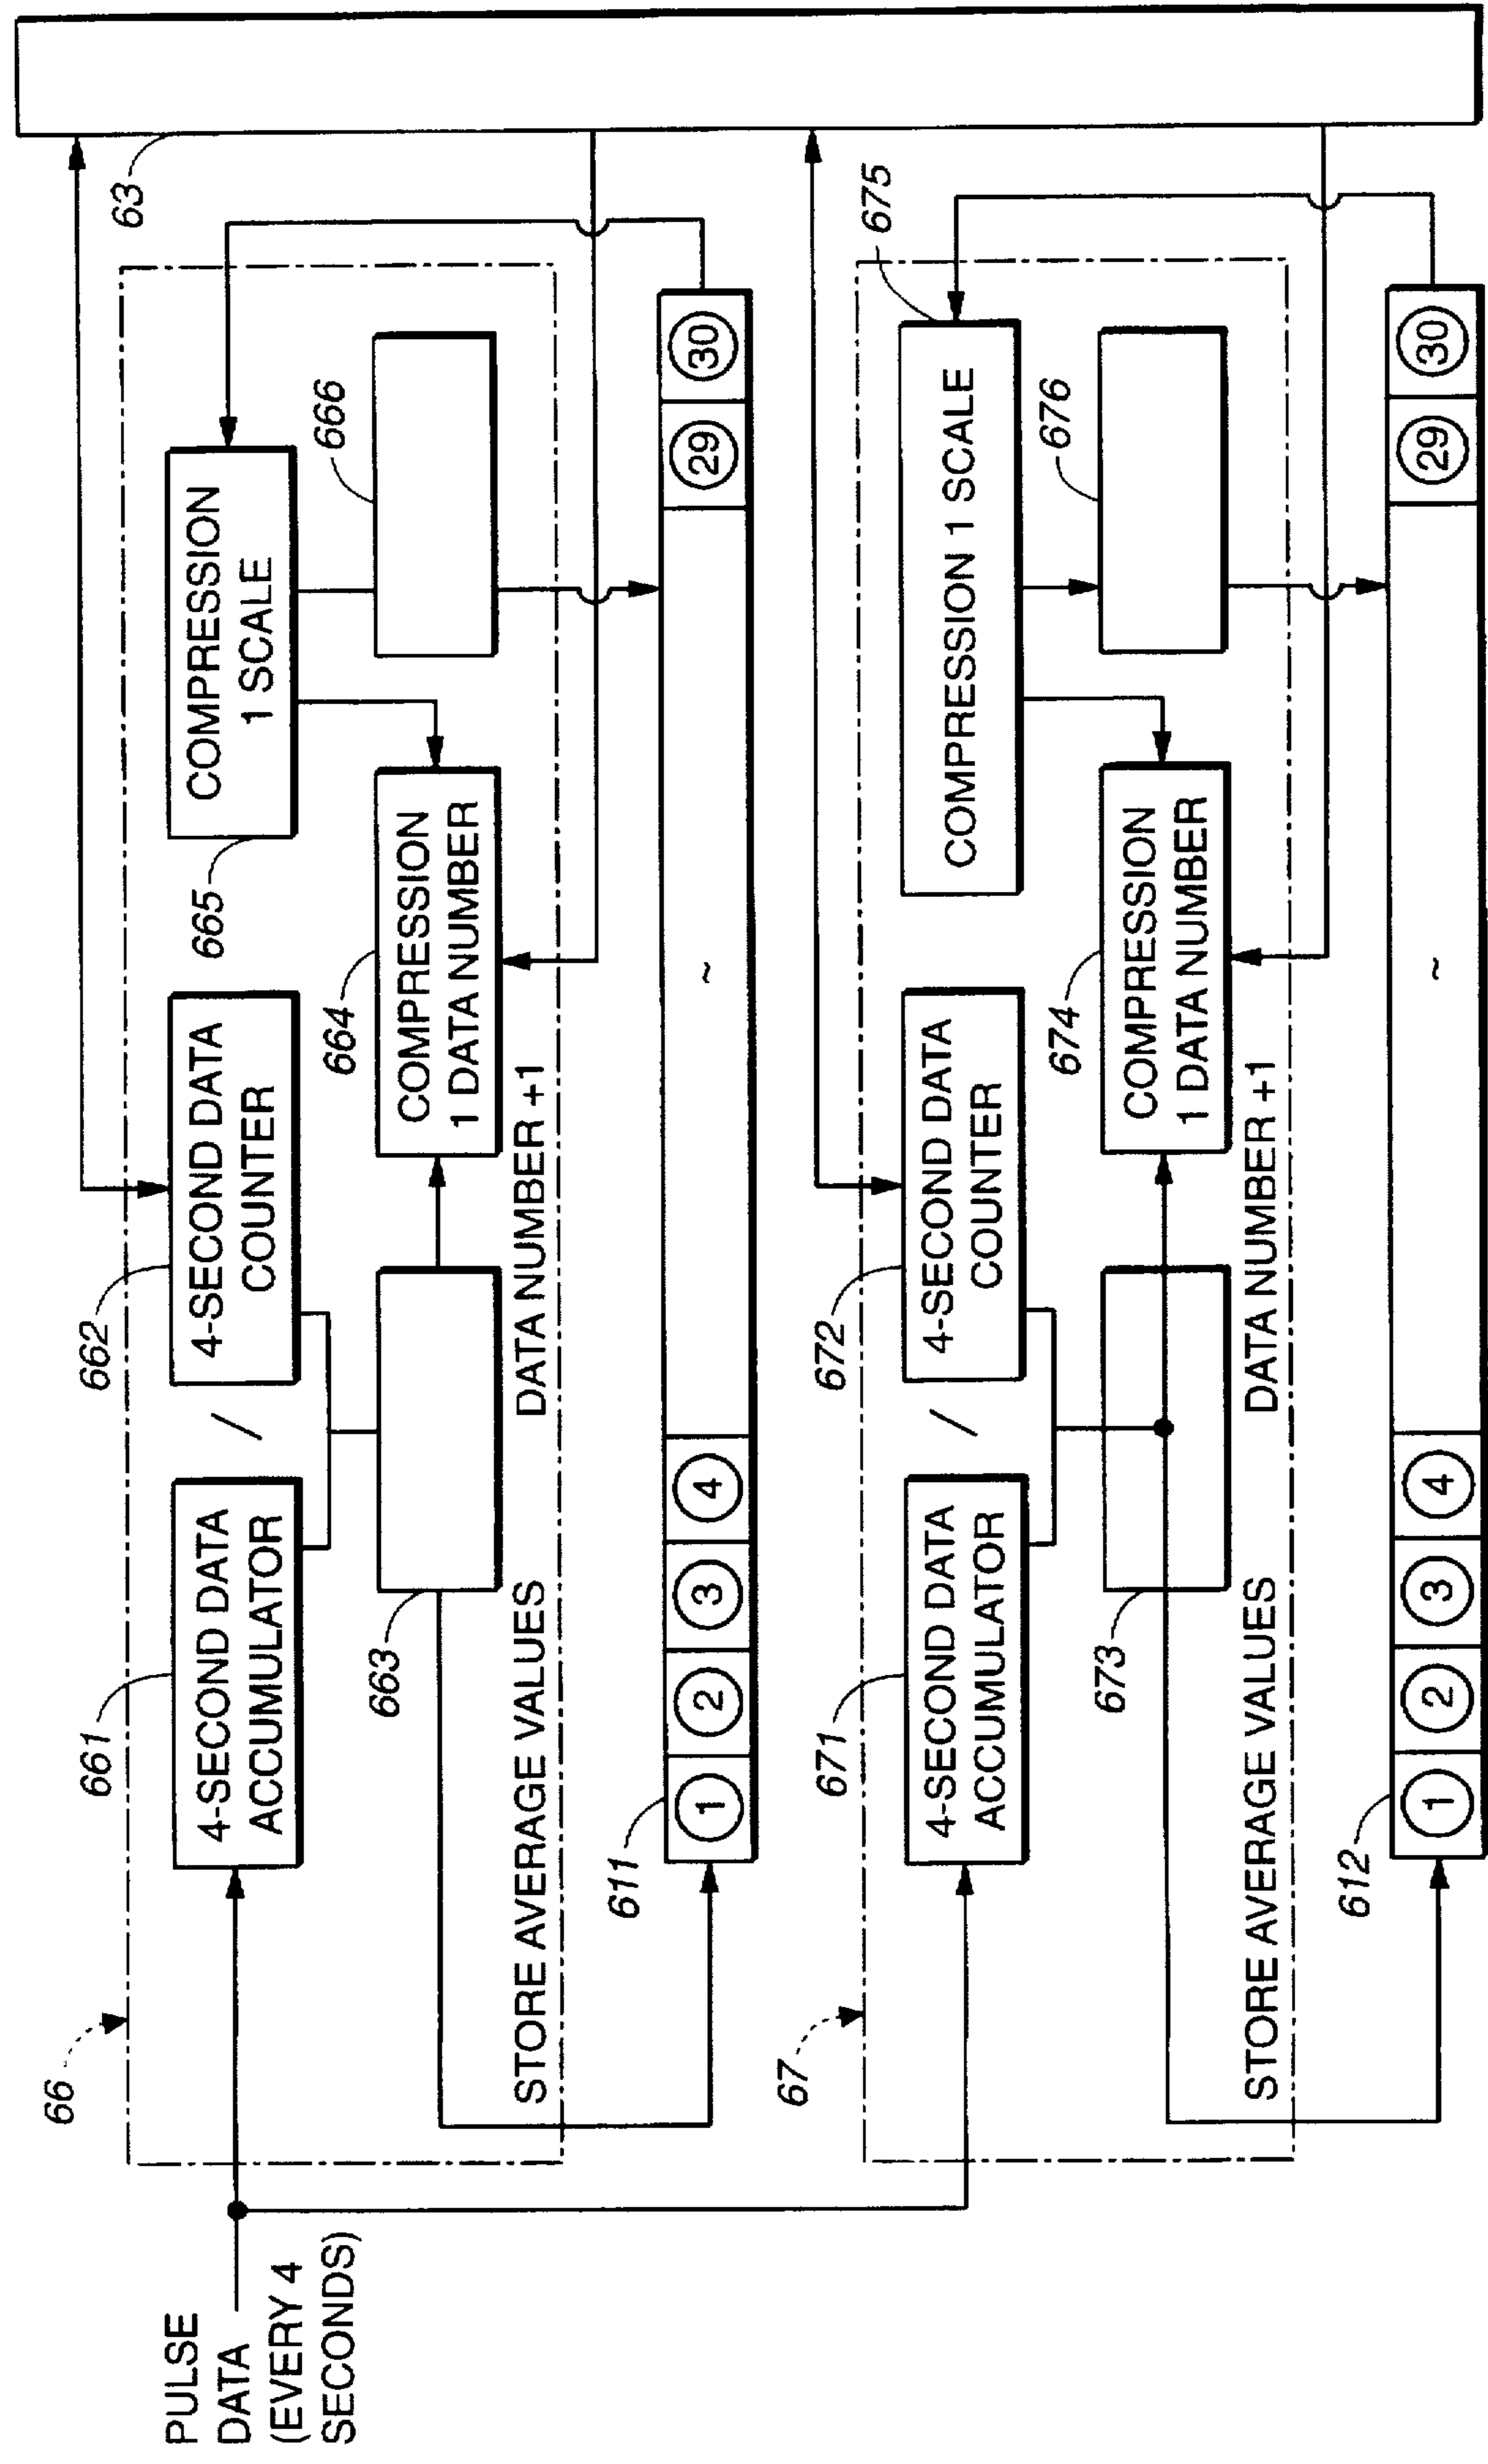 PULSE
DATA
(EVERY 4
SECONDS)
66
661
4-SECOND DATA
ACCUMULATOR
/
662
4-SECOND DATA
COUNTER
665
COMPRESSION
1 SCALE
63
663
664
COMPRESSION
1 DATA NUMBER
666
STORE AVERAGE VALUES
DATA NUMBER +1
611
1 2 3 4 ~ 29 30
67
671
4-SECOND DATA
ACCUMULATOR
/
672
4-SECOND DATA
COUNTER
675
COMPRESSION 1 SCALE
673
674
COMPRESSION
1 DATA NUMBER
676
STORE AVERAGE VALUES
DATA NUMBER +1
612
1 2 3 4 ~ 29 30